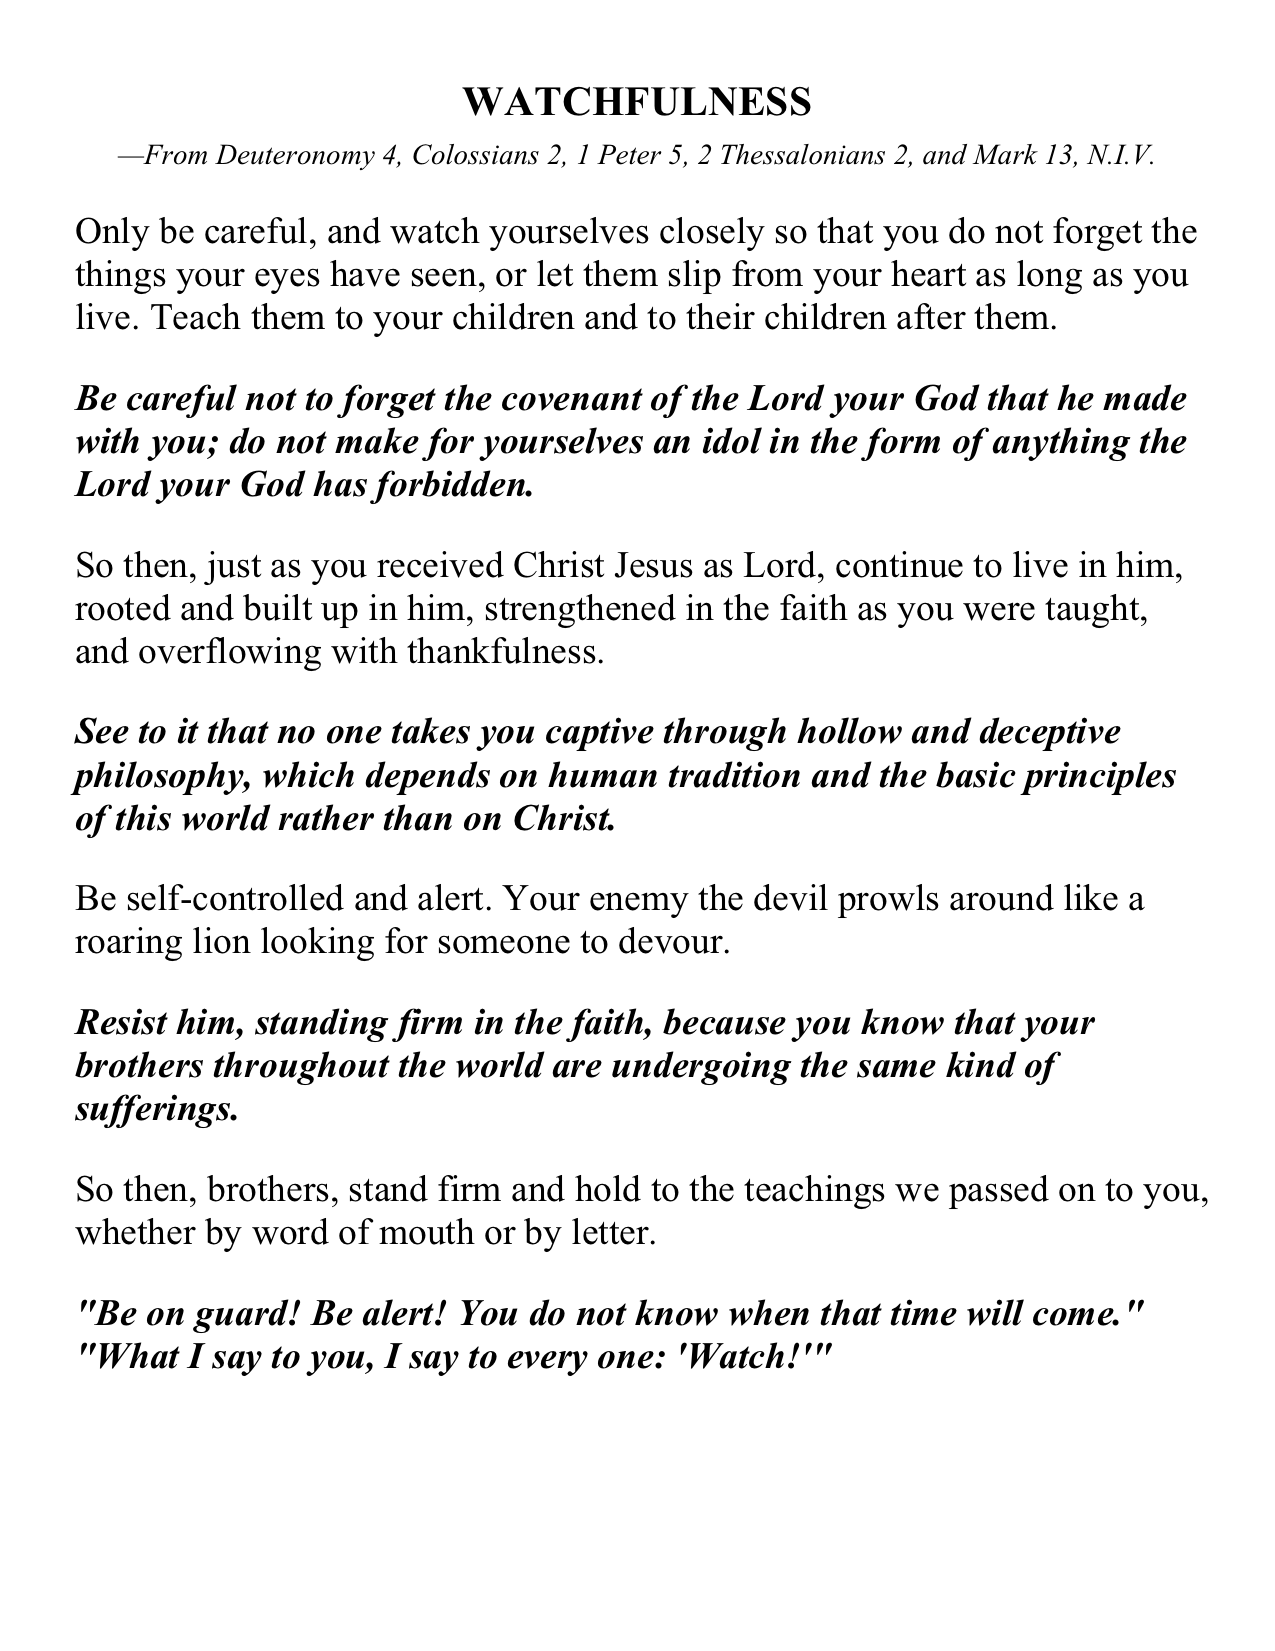 WATCHFULNESS
—From Deuteronomy 4, Colossians 2, 1 Peter 5, 2 Thessalonians 2, and Mark 13, N.I.V.
Only be careful, and watch yourselves closely so that you do not forget the
things your eyes have seen, or let them slip from your heart as long as you
live. Teach them to your children and to their children after them.
Be careful not to forget the covenant of the Lord your God that he made
with you; do not make for yourselves an idol in the form of anything the
Lord your God has forbidden.
So then, just as you received Christ Jesus as Lord, continue to live in him,
rooted and built up in him, strengthened in the faith as you were taught,
and overflowing with thankfulness.
See to it that no one takes you captive through hollow and deceptive
philosophy, which depends on human tradition and the basic principles
of this world rather than on Christ.
Be self-controlled and alert. Your enemy the devil prowls around like a
roaring lion looking for someone to devour.
Resist him, standing firm in the faith, because you know that your
brothers throughout the world are undergoing the same kind of
sufferings.
So then, brothers, stand firm and hold to the teachings we passed on to you,
whether by word of mouth or by letter.
"Be on guard! Be alert! You do not know when that time will come."
"What I say to you, I say to every one: 'Watch!'"